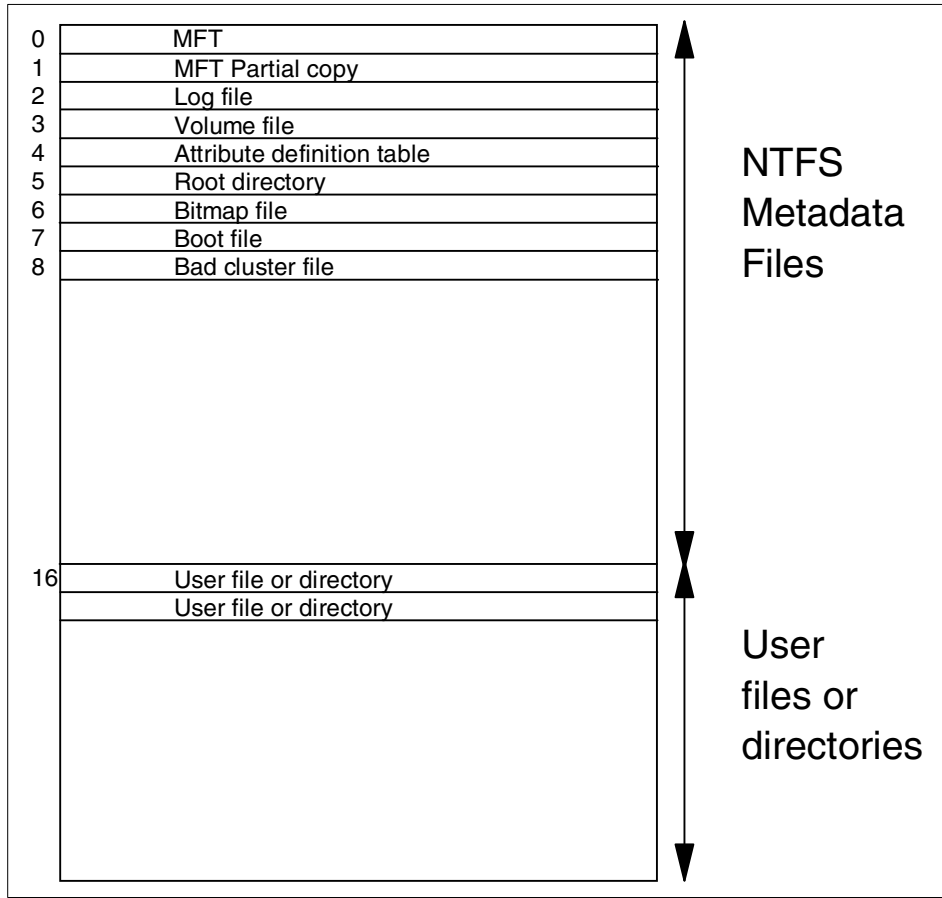 0 MFT
1 MFT Partial copy
2 Log file
3 Volume file
4 Attribute definition table
5 Root directory
6 Bitmap file
7 Boot file
8 Bad cluster file
NTFS
Metadata
Files
16 User file or directory
User file or directory
User
files or
directories